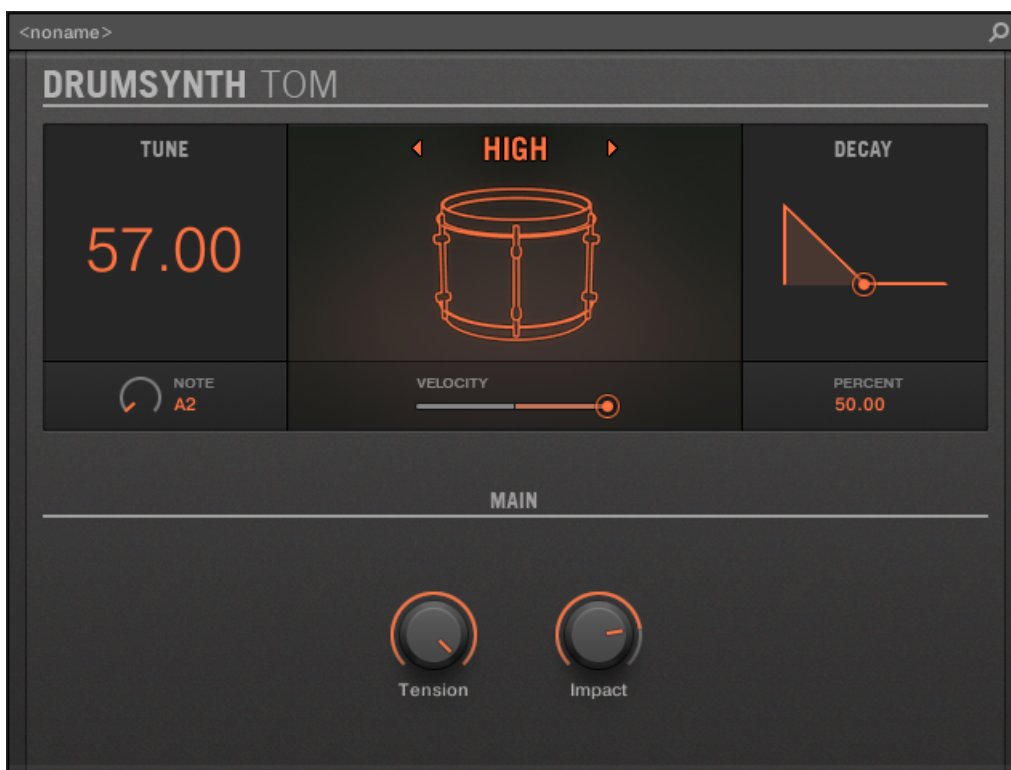 <noname>
DRUMSYNTH TOM
TUNE
HIGH
DECAY
57.00
NOTE
A2
VELOCITY
PERCENT
50.00
MAIN
Tension
Impact